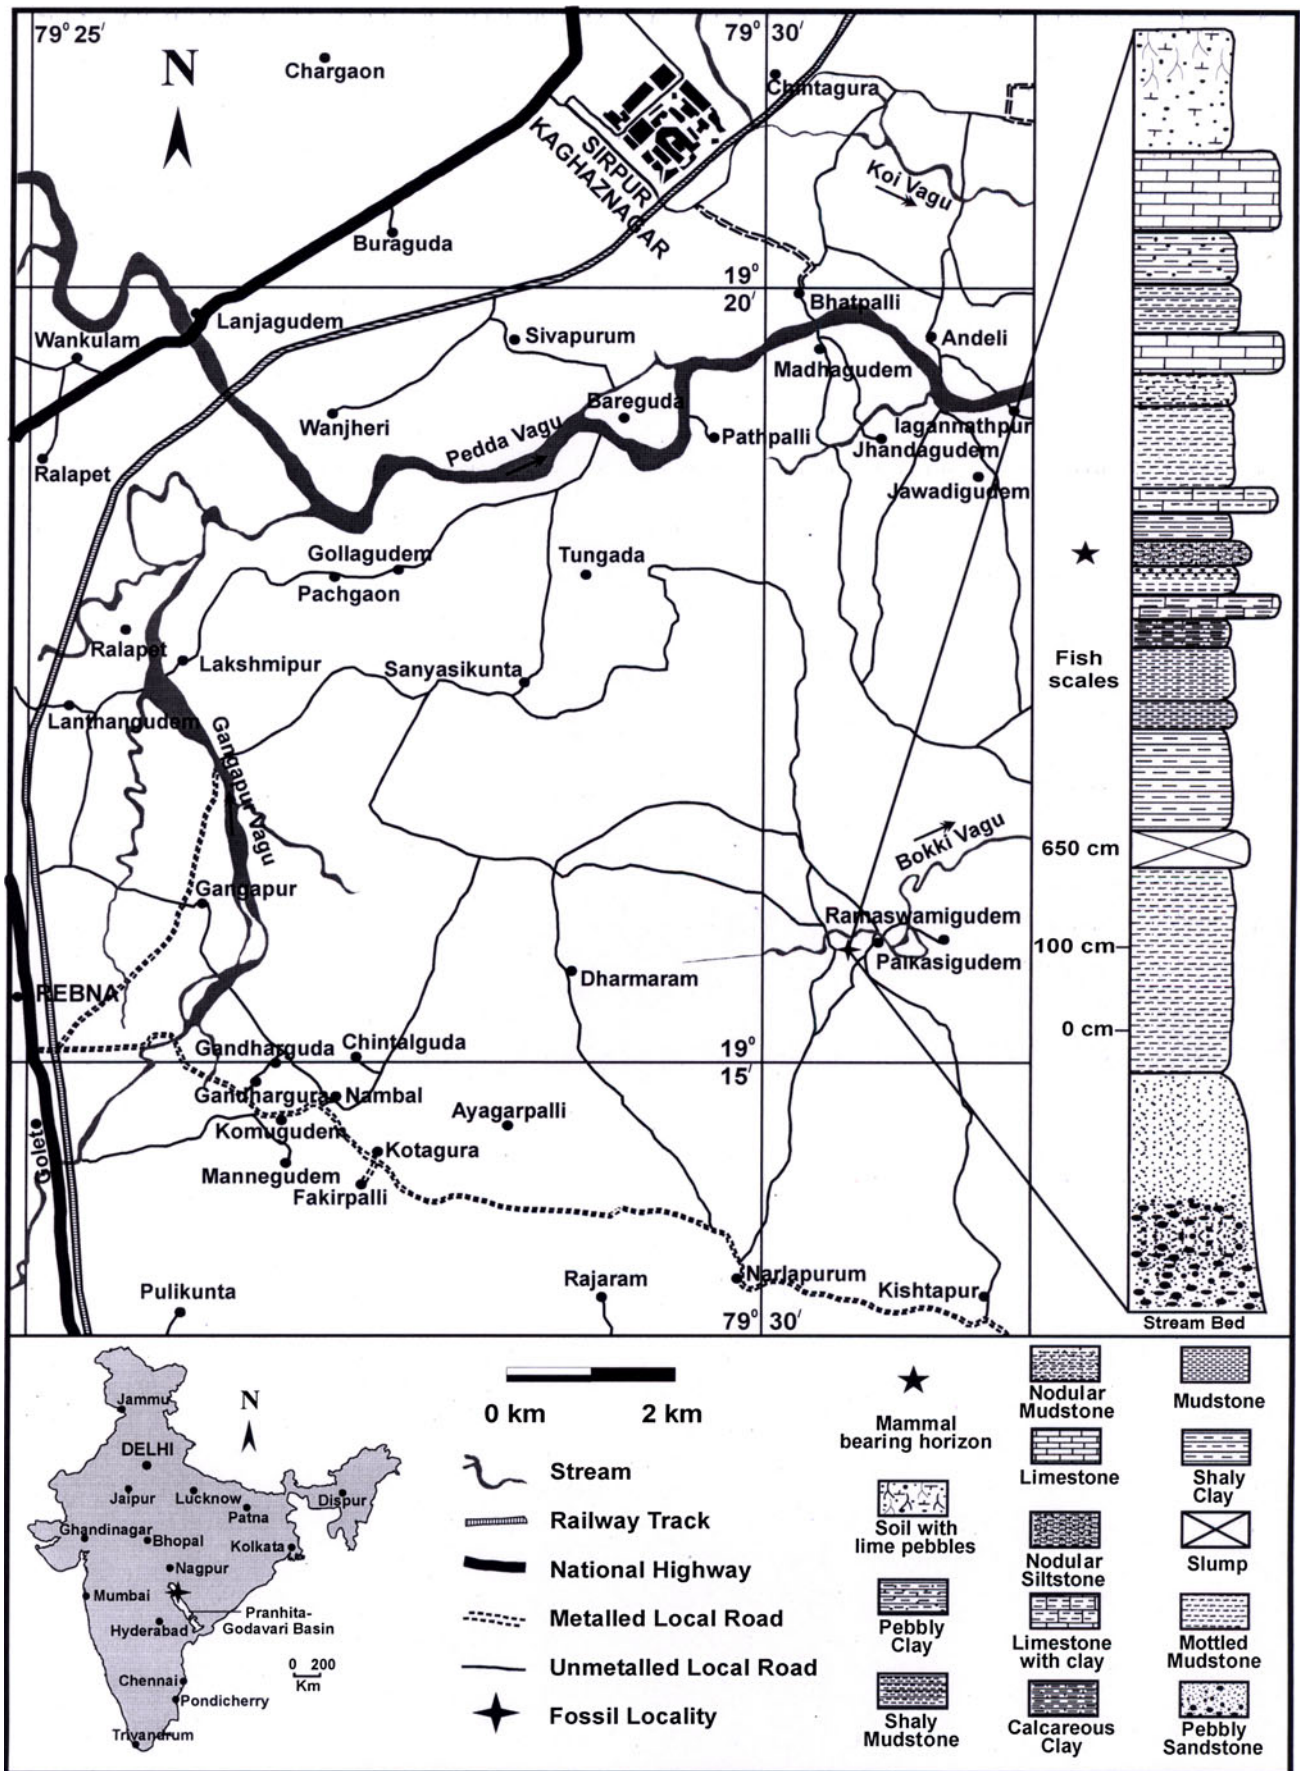 79° 25′
79° 30′
N
Chargaon
Chintagura
SIRPUR
KAGHAZNAGAR
Koi Vagu
Buraguda
19°
20′
Bhatpalli
Lanjagudem
Wankulam
Sivapurum
Andeli
Madhagudem
Bareguda
Wanjheri
Iagannathpur
Pedda Vagu
Pathpalli
Jhandagudem
Ralapet
Jawadigudem
Gollagudem
Tungada
Pachgaon
Ralapet
Lakshmipur
Sanyasikunta
Lanthangudem
Gangapur Vagu
Bokki Vagu
Gangapur
Ramaswamigudem
Palkasigudem
Dharmaram
REBNA
Gandharguda
Chintalguda
19°
15′
Gandhargura
Nambal
Ayagarpalli
Komugudem
Golet
Kotagura
Mannegudem
Fakirpalli
Narlapurum
Rajaram
Kishtapur
Pulikunta
79° 30′
Fish
scales
650 cm
100 cm
0 cm
Stream Bed
Jammu
N
DELHI
Jaipur
Lucknow
Dispur
Patna
Ghandinagar
Bhopal
Kolkata
Nagpur
Mumbai
Pranhita-
Godavari Basin
Hyderabad
0 200
Km
Chennai
Pondicherry
Trivandrum
0 km 2 km
Stream
Railway Track
National Highway
Metalled Local Road
Unmetalled Local Road
Fossil Locality
Mammal
bearing horizon
Soil with
lime pebbles
Pebbly
Clay
Shaly
Mudstone
Nodular
Mudstone
Limestone
Nodular
Siltstone
Limestone
with clay
Calcareous
Clay
Mudstone
Shaly
Clay
Slump
Mottled
Mudstone
Pebbly
Sandstone